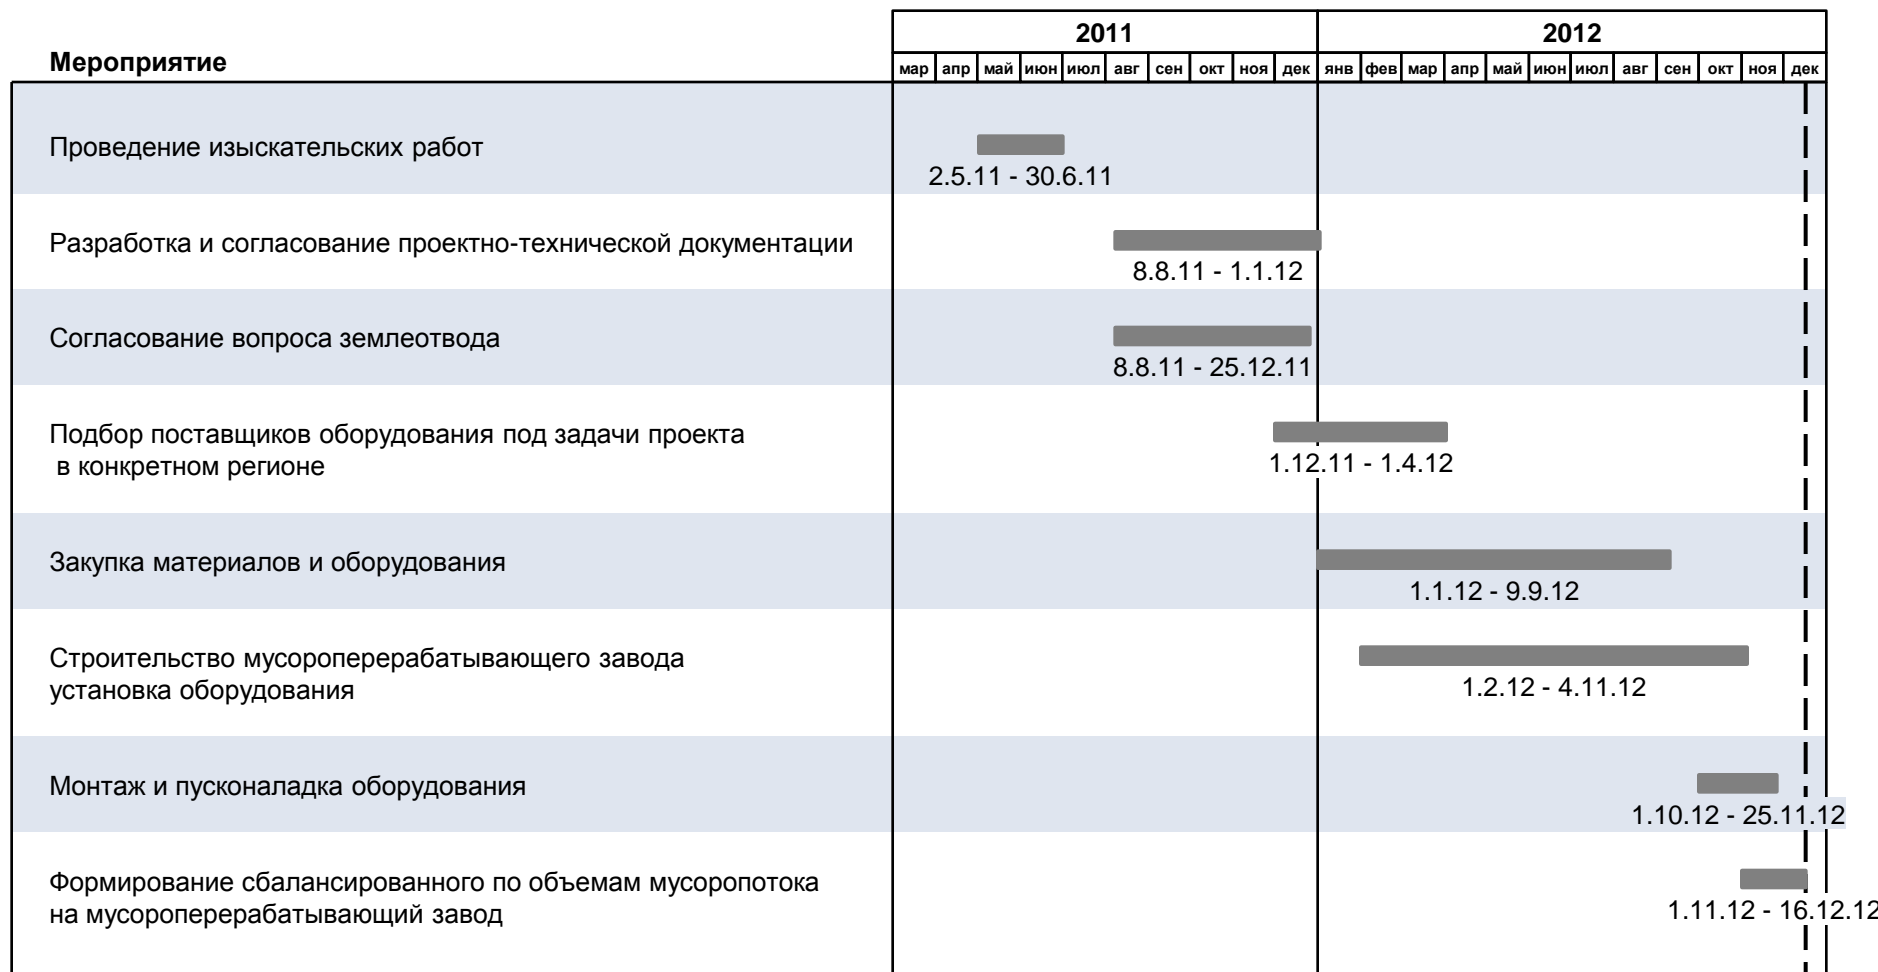 2011 2012
Мероприятие
мар апр май июн июл авг сен окт ноя дек янв фев мар апр май июн июл авг сен окт ноя дек
Проведение изыскательских работ
2.5.11 - 30.6.11
Разработка и согласование проектно-технической документации
8.8.11 - 1.1.12
Согласование вопроса землеотвода
8.8.11 - 25.12.11
Подбор поставщиков оборудования под задачи проекта
в конкретном регионе
1.12.11 - 1.4.12
Закупка материалов и оборудования
1.1.12 - 9.9.12
Строительство мусороперерабатывающего завода
установка оборудования
1.2.12 - 4.11.12
Монтаж и пусконаладка оборудования
1.10.12 - 25.11.12
Формирование сбалансированного по объемам мусоропотока
на мусороперерабатывающий завод
1.11.12 - 16.12.12